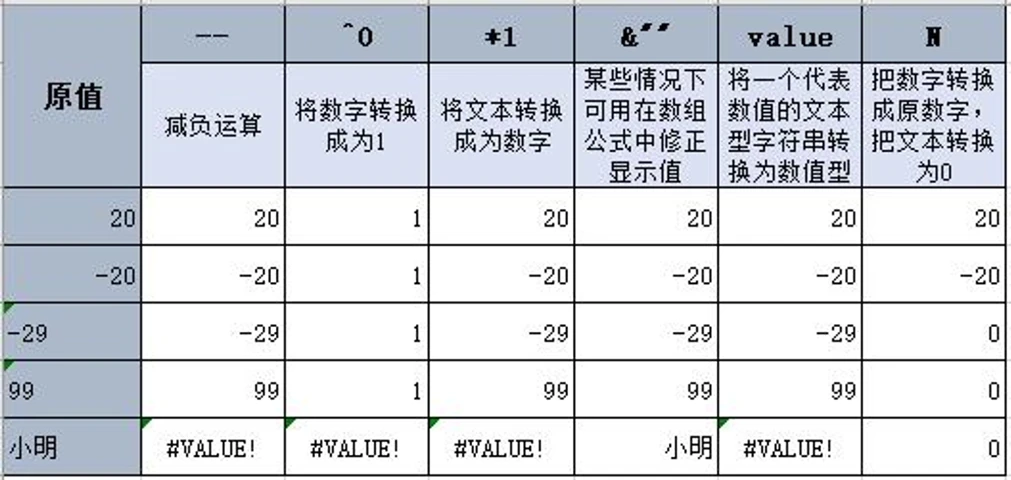 原值 -- ^0 *1 &"" value N
减负运算 将数字转换成为1 将文本转换成为数字 某些情况下可用在数组公式中修正显示值 将一个代表数值的文本型字符串转换为数值型 把数字转换成原数字，把文本转换为0
20 20 1 20 20 20 20
-20 -20 1 -20 -20 -20 -20
-29 -29 1 -29 -29 -29 0
99 99 1 99 99 99 0
小明 #VALUE! #VALUE! #VALUE! 小明 #VALUE! 0